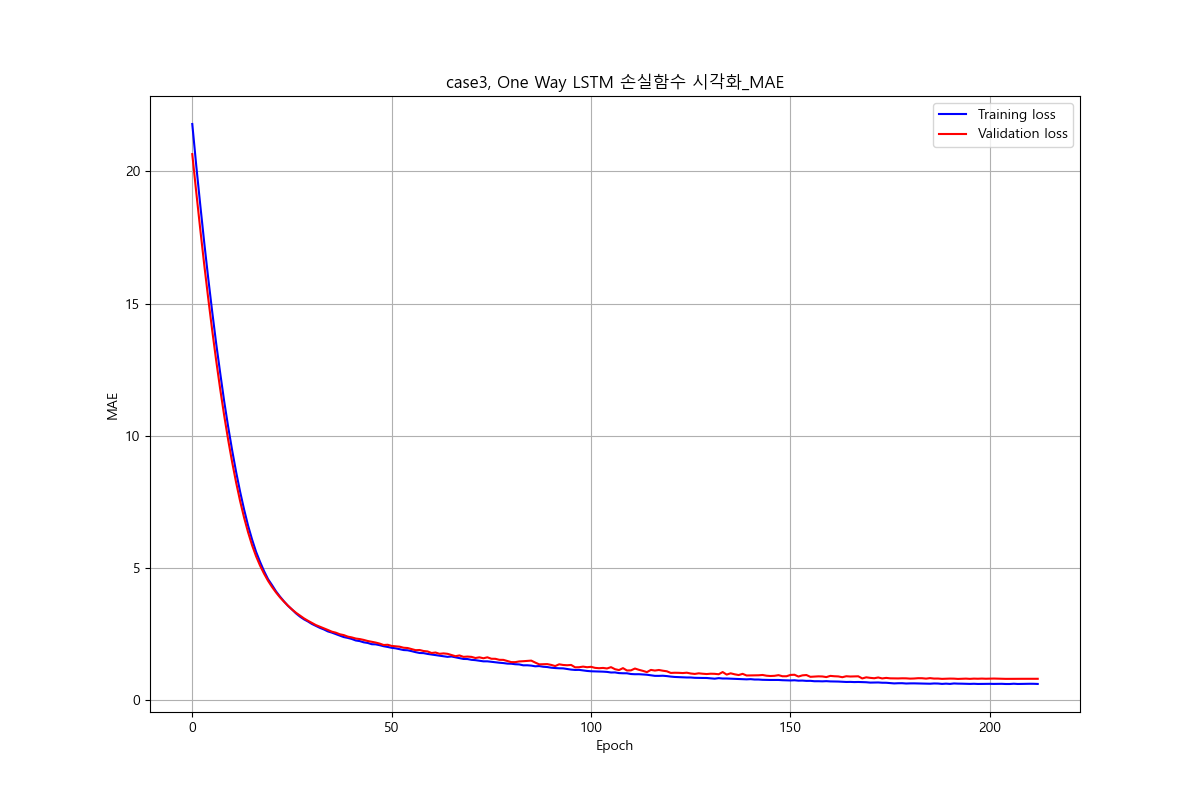 case3, One Way LSTM 손실함수 시각화_MAE
Training loss
Validation loss
20
15
10
5
0
MAE
0 50 100 150 200
Epoch